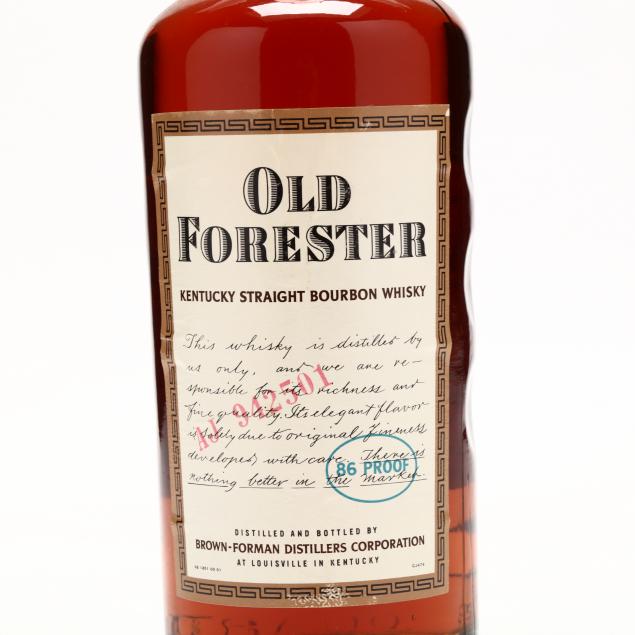 OLD
FORESTER
KENTUCKY STRAIGHT BOURBON WHISKY
This whisky is distilled by
us only, and we are re-
sponsible for its richness and
fine quality. Its elegant flavor
is solely due to original fineness
developed with care. There is
nothing better in the market.
AJ 942501
86 PROOF
DISTILLED AND BOTTLED BY
BROWN-FORMAN DISTILLERS CORPORATION
AT LOUISVILLE IN KENTUCKY